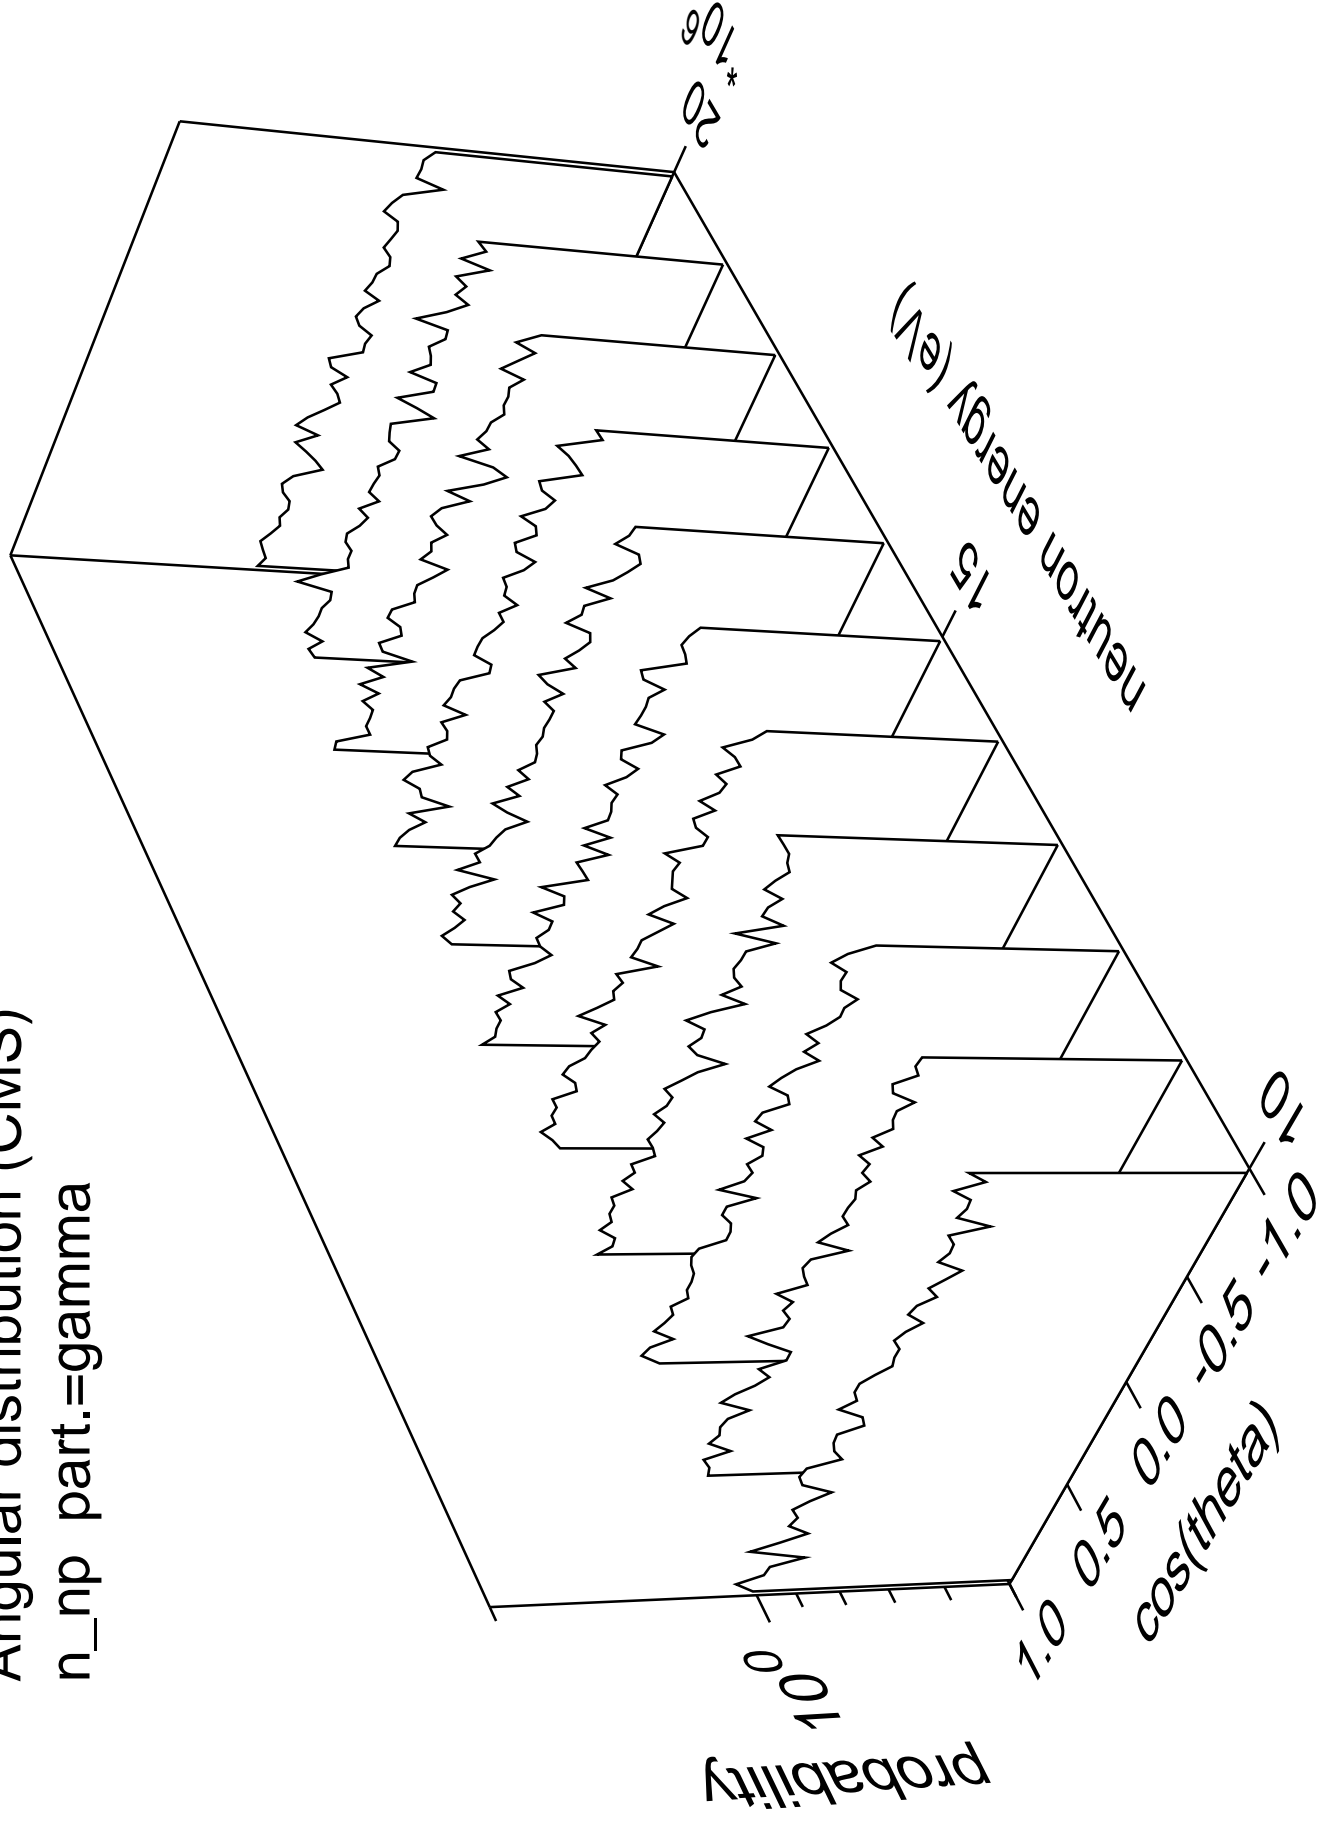 Angular distribution (CMS)
n_np part.=gamma
probability
10^0
1.0
0.5
0.0
-0.5
-1.0
cos(theta)
10
15
20
* 10^6
neutron energy (eV)